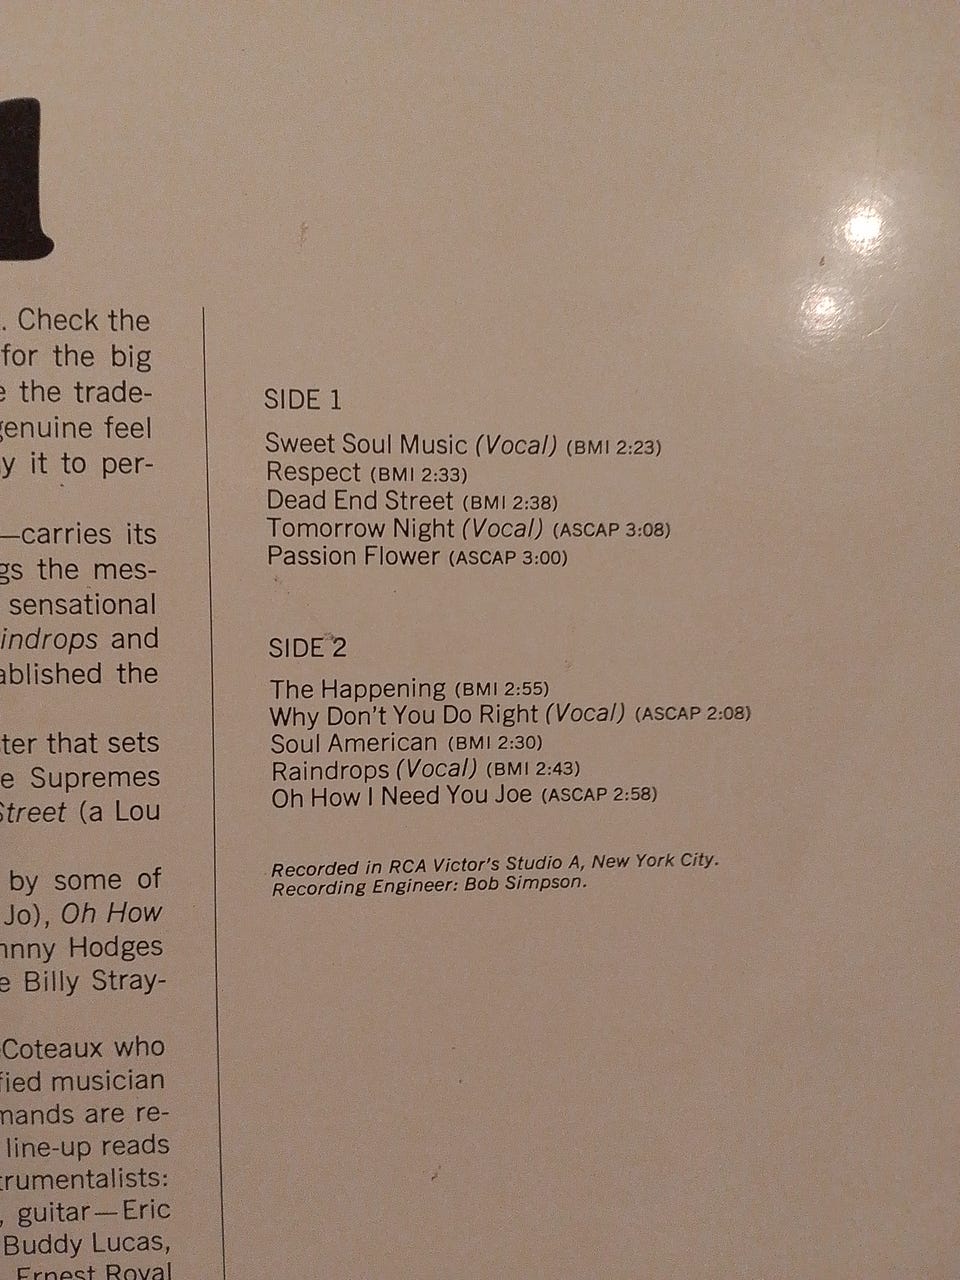 . Check the
for the big
e the trade-
genuine feel
y it to per-
—carries its
gs the mes-
sensational
indrops and
ablished the
ter that sets
e Supremes
Street (a Lou
by some of
Jo), Oh How
hnny Hodges
e Billy Stray-
Coteaux who
fied musician
mands are re-
line-up reads
trumentalists:
, guitar—Eric
Buddy Lucas,
Ernest Royal
SIDE 1
Sweet Soul Music (Vocal) (BMI 2:23)
Respect (BMI 2:33)
Dead End Street (BMI 2:38)
Tomorrow Night (Vocal) (ASCAP 3:08)
Passion Flower (ASCAP 3:00)
SIDE 2
The Happening (BMI 2:55)
Why Don't You Do Right (Vocal) (ASCAP 2:08)
Soul American (BMI 2:30)
Raindrops (Vocal) (BMI 2:43)
Oh How I Need You Joe (ASCAP 2:58)
Recorded in RCA Victor's Studio A, New York City.
Recording Engineer: Bob Simpson.